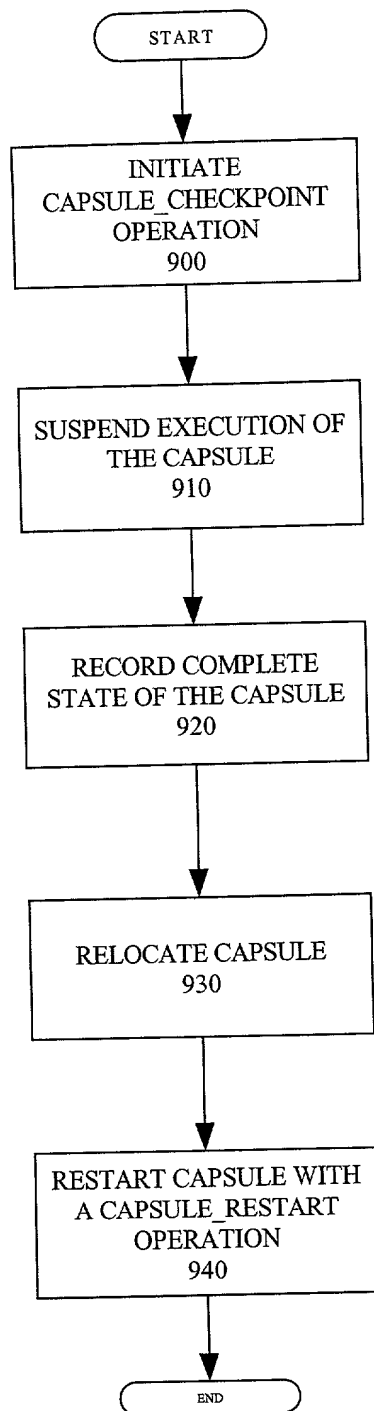 START
INITIATE
CAPSULE_CHECKPOINT
OPERATION
900
SUSPEND EXECUTION OF
THE CAPSULE
910
RECORD COMPLETE
STATE OF THE CAPSULE
920
RELOCATE CAPSULE
930
RESTART CAPSULE WITH
A CAPSULE_RESTART
OPERATION
940
END